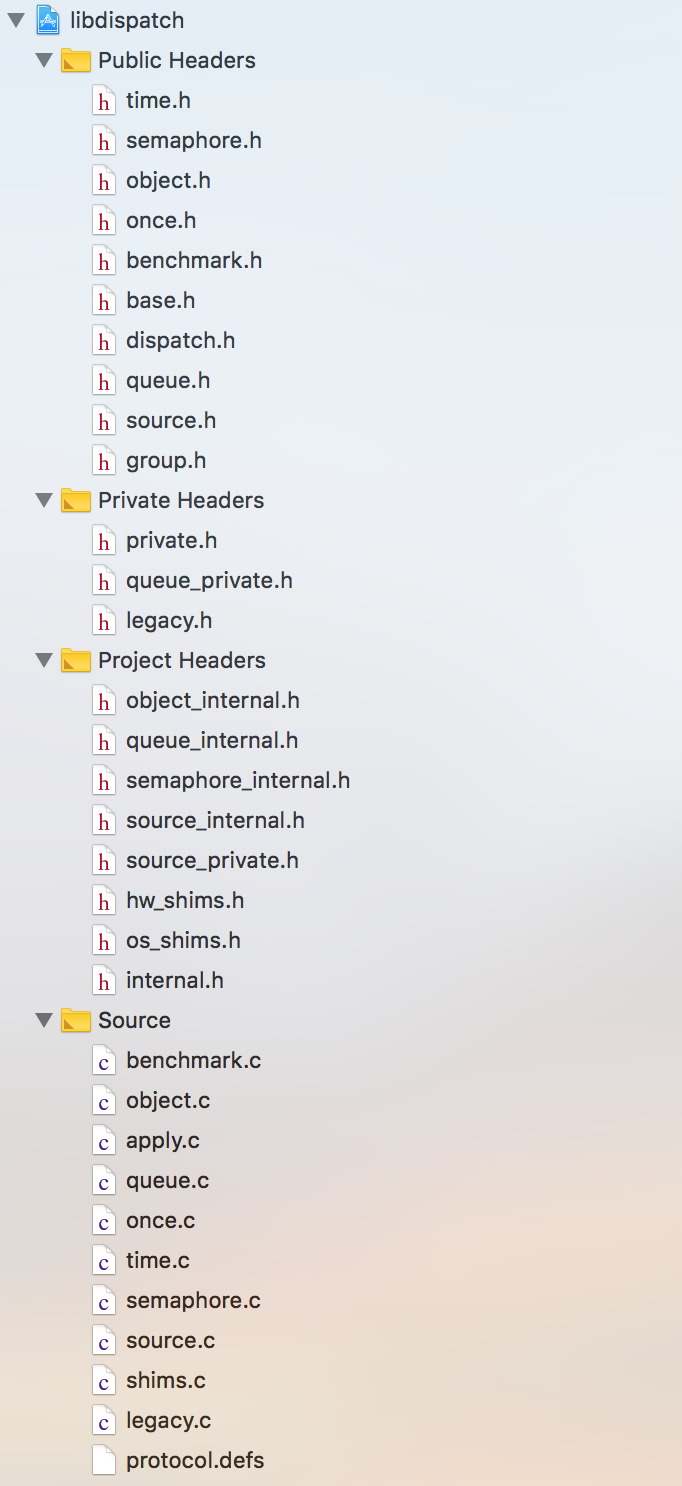 libdispatch
Public Headers
h time.h
h semaphore.h
h object.h
h once.h
h benchmark.h
h base.h
h dispatch.h
h queue.h
h source.h
h group.h
Private Headers
h private.h
h queue_private.h
h legacy.h
Project Headers
h object_internal.h
h queue_internal.h
h semaphore_internal.h
h source_internal.h
h source_private.h
h hw_shims.h
h os_shims.h
h internal.h
Source
c benchmark.c
c object.c
c apply.c
c queue.c
c once.c
c time.c
c semaphore.c
c source.c
c shims.c
c legacy.c
protocol.defs